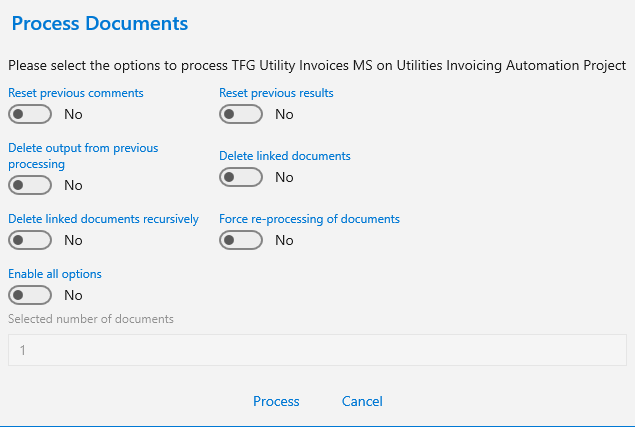 Process Documents
Please select the options to process TFG Utility Invoices MS on Utilities Invoicing Automation Project
Reset previous comments
No
Reset previous results
No
Delete output from previous
processing
No
Delete linked documents
No
Delete linked documents recursively
No
Force re-processing of documents
No
Enable all options
No
Selected number of documents
1
Process
Cancel